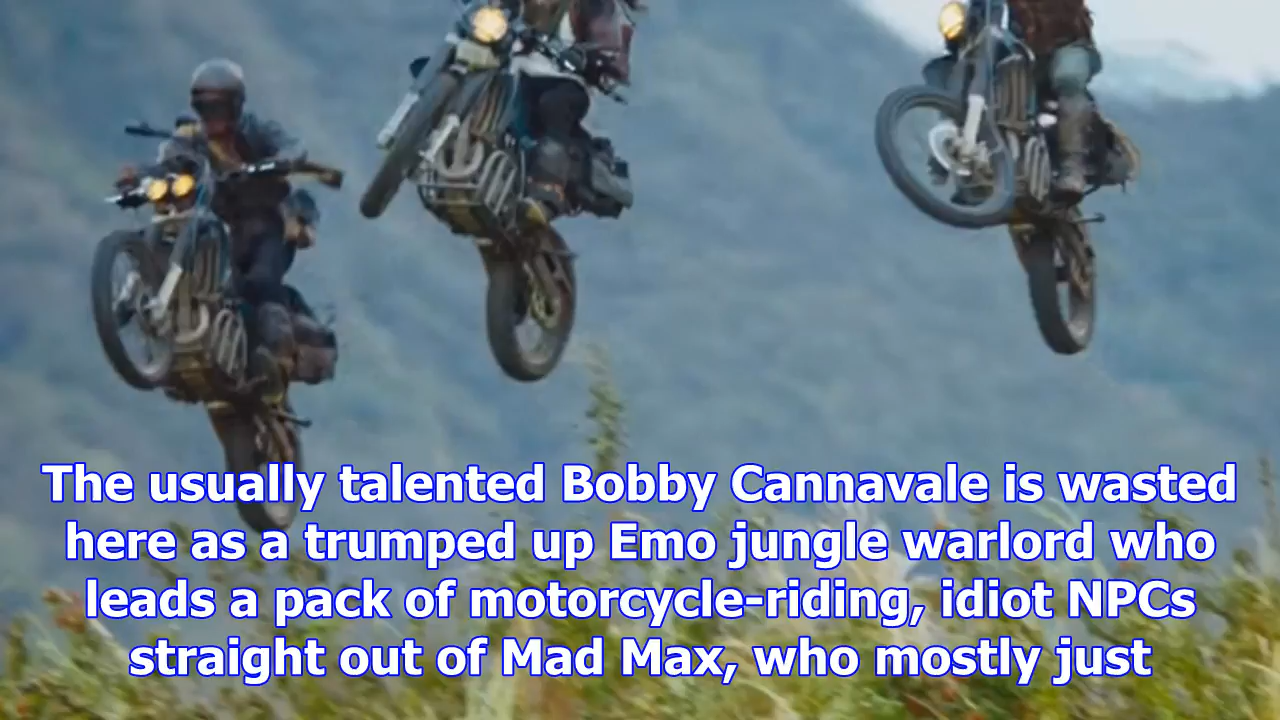 The usually talented Bobby Cannavale is wasted
here as a trumped up Emo jungle warlord who
leads a pack of motorcycle-riding, idiot NPCs
straight out of Mad Max, who mostly just